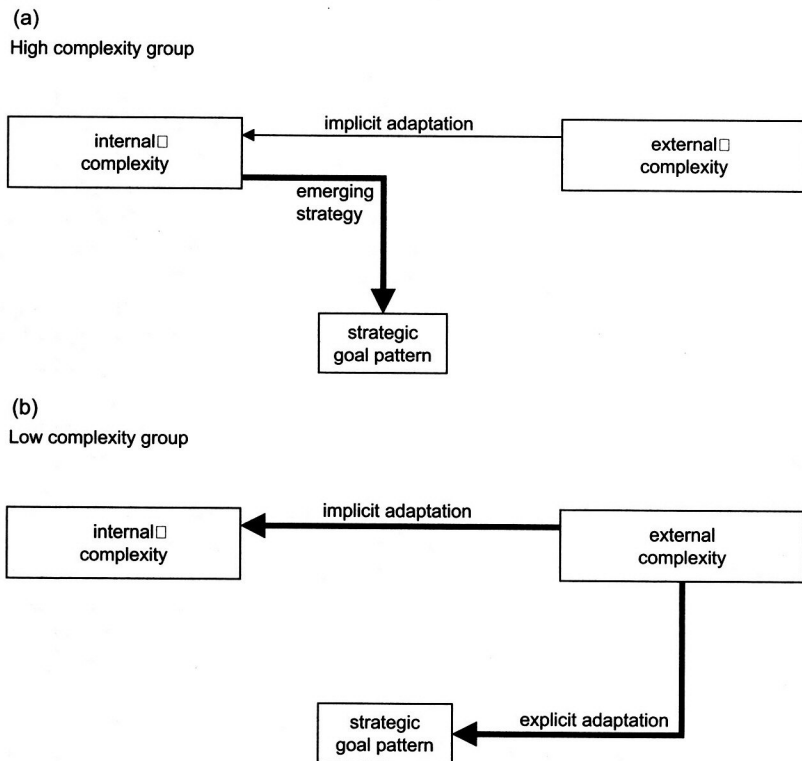 (a)
High complexity group
implicit adaptation
internal□
complexity
external□
complexity
emerging
strategy
strategic
goal pattern
(b)
Low complexity group
implicit adaptation
internal□
complexity
external
complexity
strategic
goal pattern
explicit adaptation